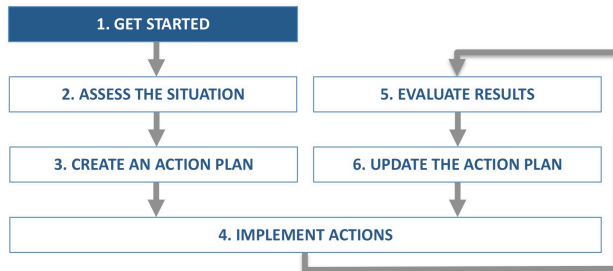 1. GET STARTED
2. ASSESS THE SITUATION
3. CREATE AN ACTION PLAN
4. IMPLEMENT ACTIONS
5. EVALUATE RESULTS
6. UPDATE THE ACTION PLAN